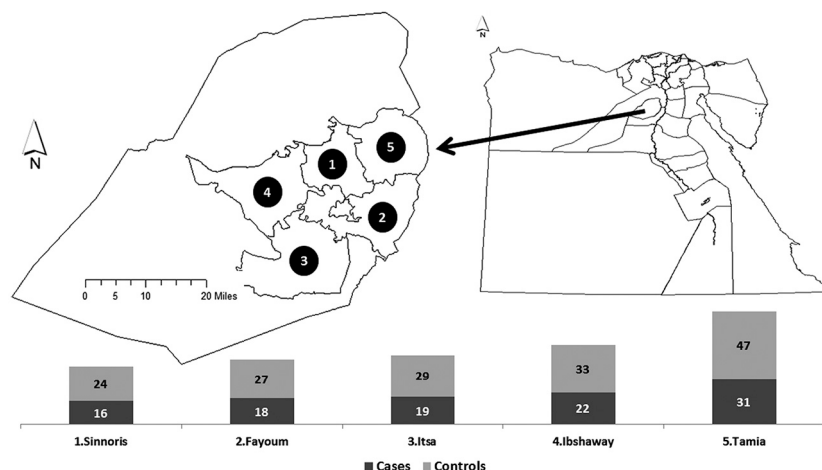 N
N
5
1
4
2
3
0 5 10 20 Miles
24
27
29
33
47
16
18
19
22
31
1.Sinnoris
2.Fayoum
3.Itsa
4.Ibshaway
5.Tamia
Cases Controls